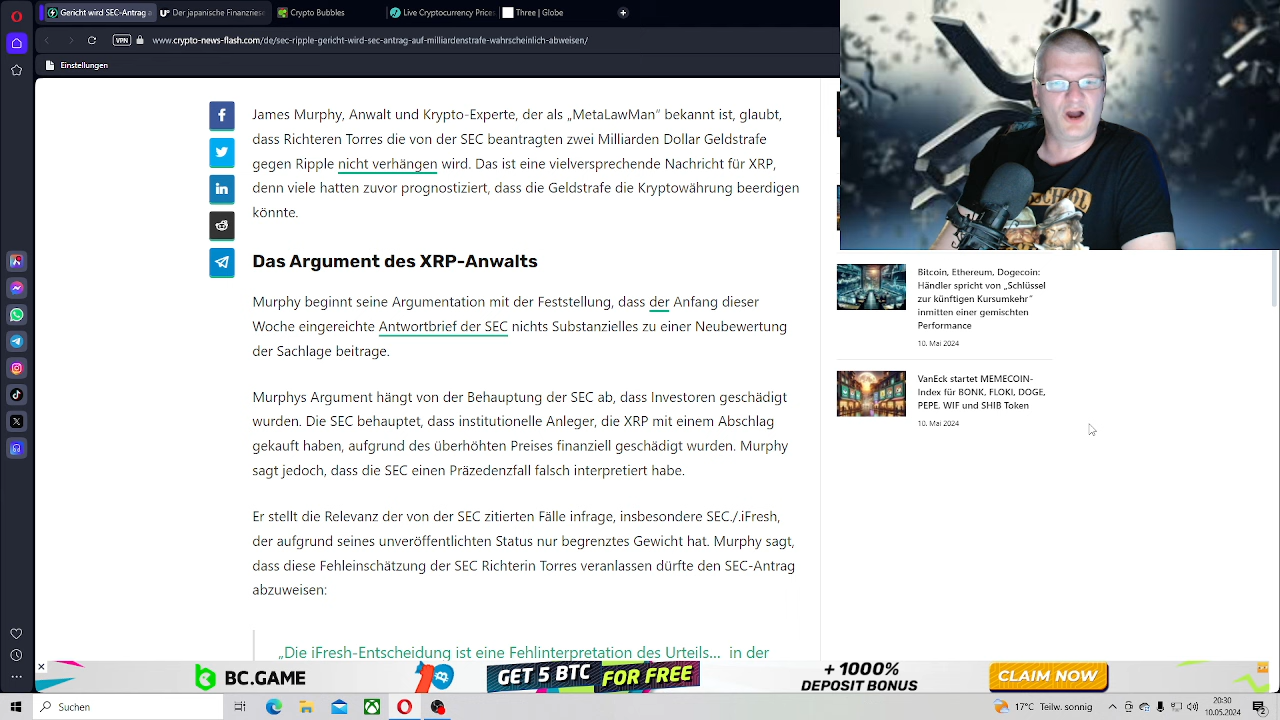 Gericht wird SEC-Antrag
Der japanische Finanzries
Crypto Bubbles
Live Cryptocurrency Price
Three | Globe
VPN
www.crypto-news-flash.com/de/sec-ripple-gericht-wird-sec-antrag-auf-milliardenstrafe-wahrscheinlich-abweisen/
Einstellungen
James Murphy, Anwalt und Krypto-Experte, der als „MetaLawMan“ bekannt ist, glaubt,
dass Richterin Torres die von der SEC beantragten zwei Milliarden Dollar Geldstrafe
gegen Ripple nicht verhängen wird. Das ist eine vielversprechende Nachricht für XRP,
denn viele hatten zuvor prognostiziert, dass die Geldstrafe die Kryptowährung beerdigen
könnte.
Das Argument des XRP-Anwalts
Murphy beginnt seine Argumentation mit der Feststellung, dass der zu Anfang dieser
Woche eingereichte Antwortbrief der SEC nichts Substanzielles zu einer Neubewertung
der Sachlage beitrage.
Murphys Argument hängt von der Behauptung der SEC ab, dass Investoren geschädigt
wurden. Die SEC behauptet, dass institutionelle Anleger, die XRP mit einem Abschlag
gekauft haben, aufgrund des überhöhten Preises finanziell geschädigt wurden. Murphy
sagt jedoch, dass dies der Prüfung des Falles nicht standgehalten habe.
Er stellt die Relevanz der von der SEC zitierten Fälle infrage, insbesondere SEC./.iFresh,
der aufgrund seines unveröffentlichten Status nur begrenztes Gewicht hat. Murphy sagt,
dass diese Fehleinschätzung der SEC Richterin Torres veranlassen dürfte den SEC-Antrag
abzuweisen:
„Die iFresh-Entscheidung ist eine Fehlinterpretation des Urteils... in der
Bitcoin, Ethereum, Dogecoin:
Händler spricht von „Schlüssel
zur künftigen Kursumkehr“
inmitten einer gemischten
Performance
10. Mai 2024
VanEck startet MEMECOIN-
Index für BONK, FLOKI, DOGE,
PEPE, WIF und SHIB Token
10. Mai 2024
BC.GAME
GET 5 BTC FOR FREE
+ 1000%
DEPOSIT BONUS
CLAIM NOW
Suchen
17°C Teilw. sonnig
20:30
10.05.2024